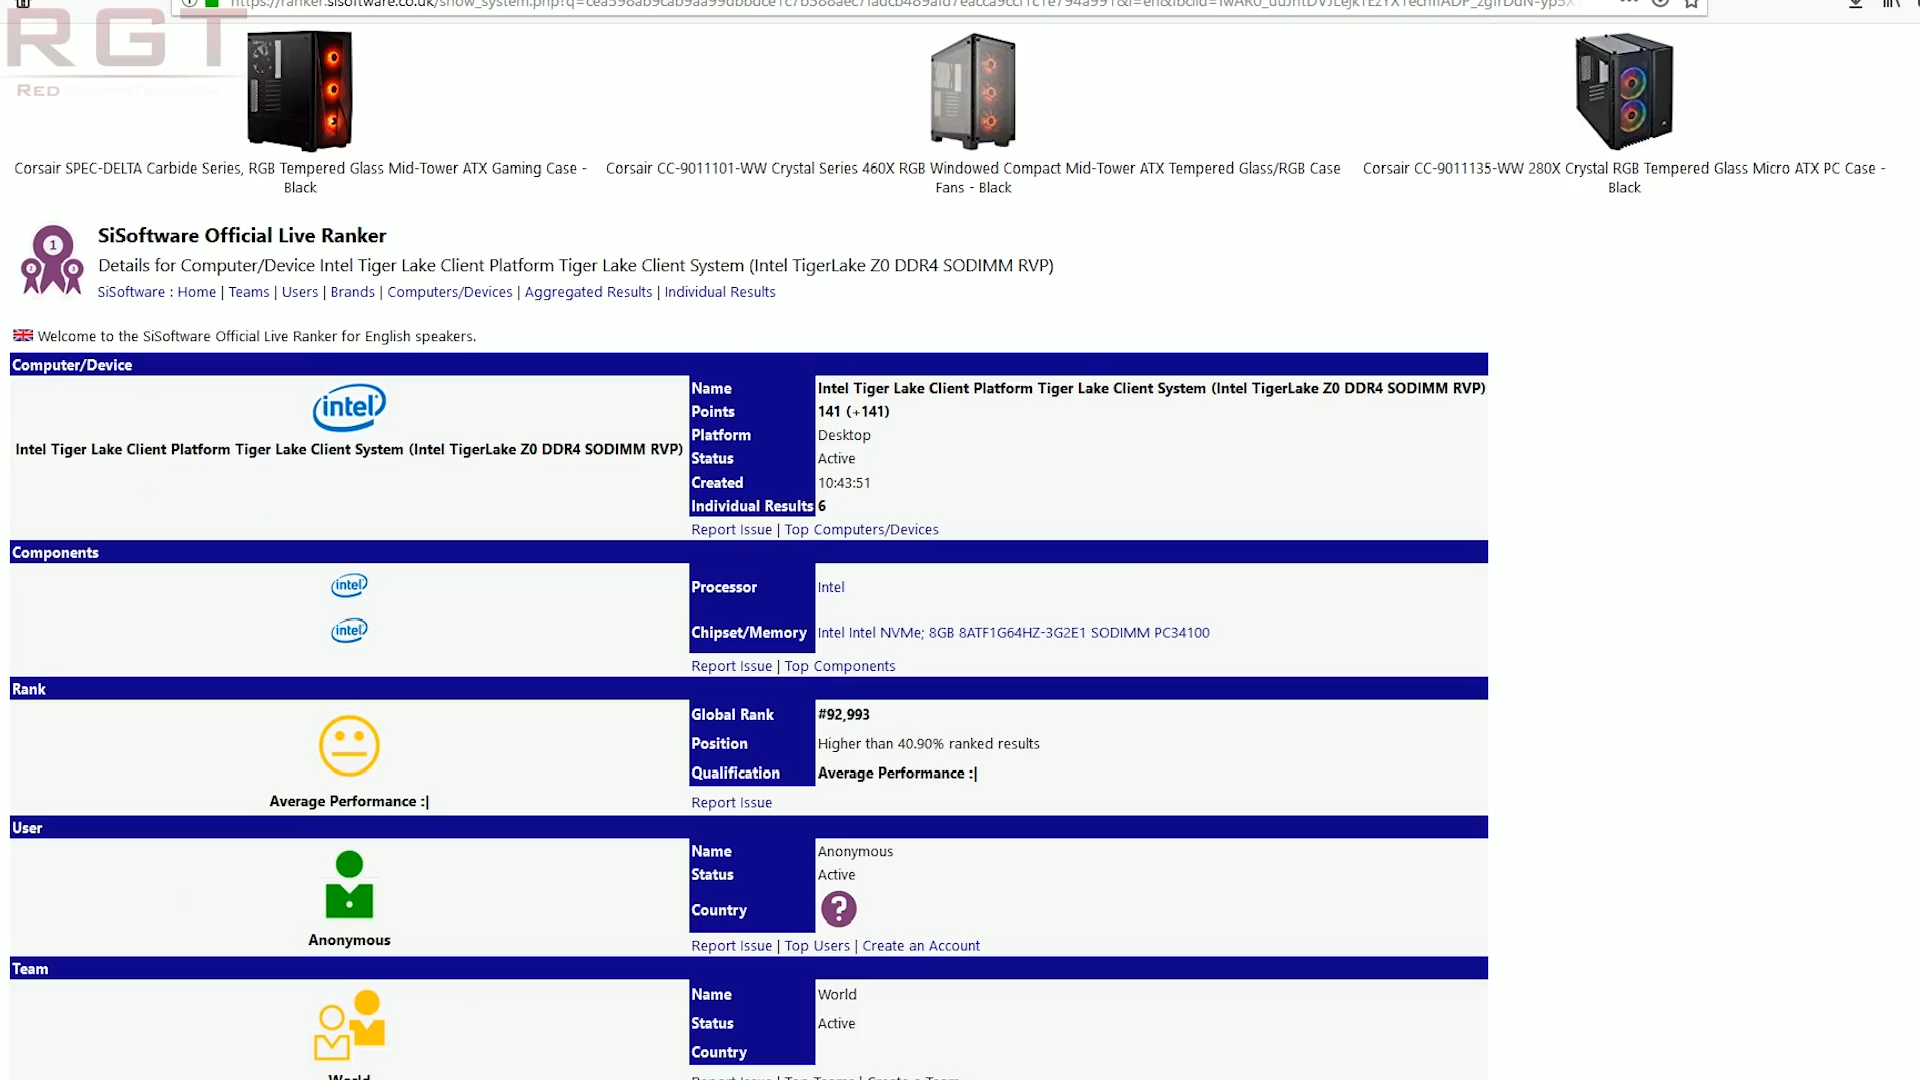 RGT
RED
Corsair SPEC-DELTA Carbide Series, RGB Tempered Glass Mid-Tower ATX Gaming Case -
Black
Corsair CC-9011101-WW Crystal Series 460X RGB Windowed Compact Mid-Tower ATX Tempered Glass/RGB Case
Fans - Black
Corsair CC-9011135-WW 280X Crystal RGB Tempered Glass Micro ATX PC Case -
Black
SiSoftware Official Live Ranker
Details for Computer/Device Intel Tiger Lake Client Platform Tiger Lake Client System (Intel TigerLake Z0 DDR4 SODIMM RVP)
SiSoftware : Home | Teams | Users | Brands | Computers/Devices | Aggregated Results | Individual Results
Welcome to the SiSoftware Official Live Ranker for English speakers.
Computer/Device
intel
Intel Tiger Lake Client Platform Tiger Lake Client System (Intel TigerLake Z0 DDR4 SODIMM RVP)
Name Intel Tiger Lake Client Platform Tiger Lake Client System (Intel TigerLake Z0 DDR4 SODIMM RVP)
Points 141 (+141)
Platform Desktop
Status Active
Created 10:43:51
Individual Results 6
Report Issue | Top Computers/Devices
Components
intel
Processor Intel
intel
Chipset/Memory Intel Intel NVMe; 8GB 8ATF1G64HZ-3G2E1 SODIMM PC34100
Report Issue | Top Components
Rank
Global Rank #92,993
Position Higher than 40.90% ranked results
Qualification Average Performance :|
Average Performance :|
Report Issue
User
Name Anonymous
Status Active
Country ?
Anonymous
Report Issue | Top Users | Create an Account
Team
Name World
Status Active
Country
World
Report Issue | Top Teams | Create a Team